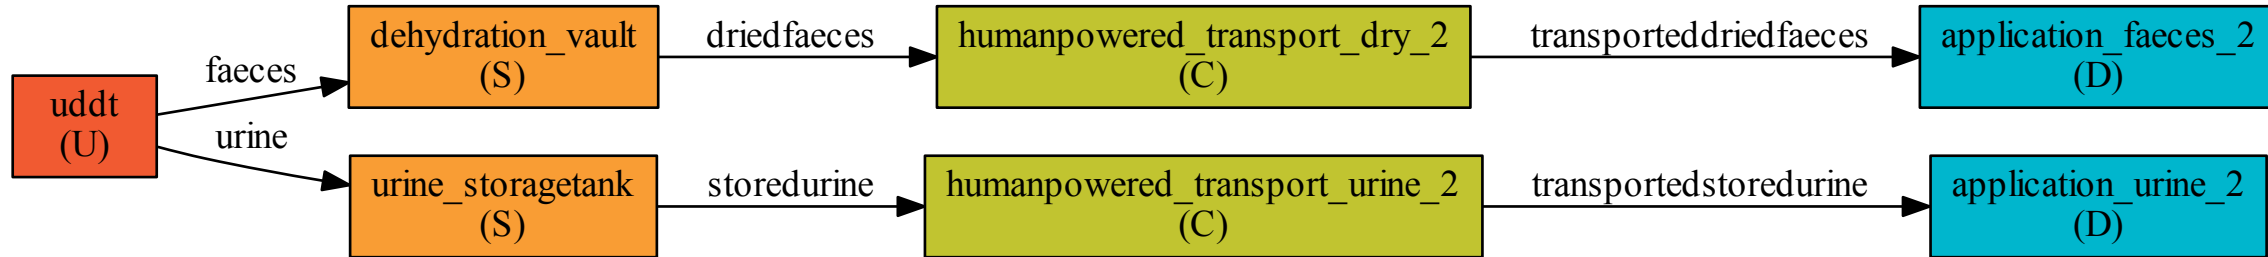 uddt
(U)
faeces
urine
dehydration_vault
(S)
driedfaeces
humanpowered_transport_dry_2
(C)
transporteddriedfaeces
application_faeces_2
(D)
urine_storagetank
(S)
storedurine
humanpowered_transport_urine_2
(C)
transportedstoredurine
application_urine_2
(D)